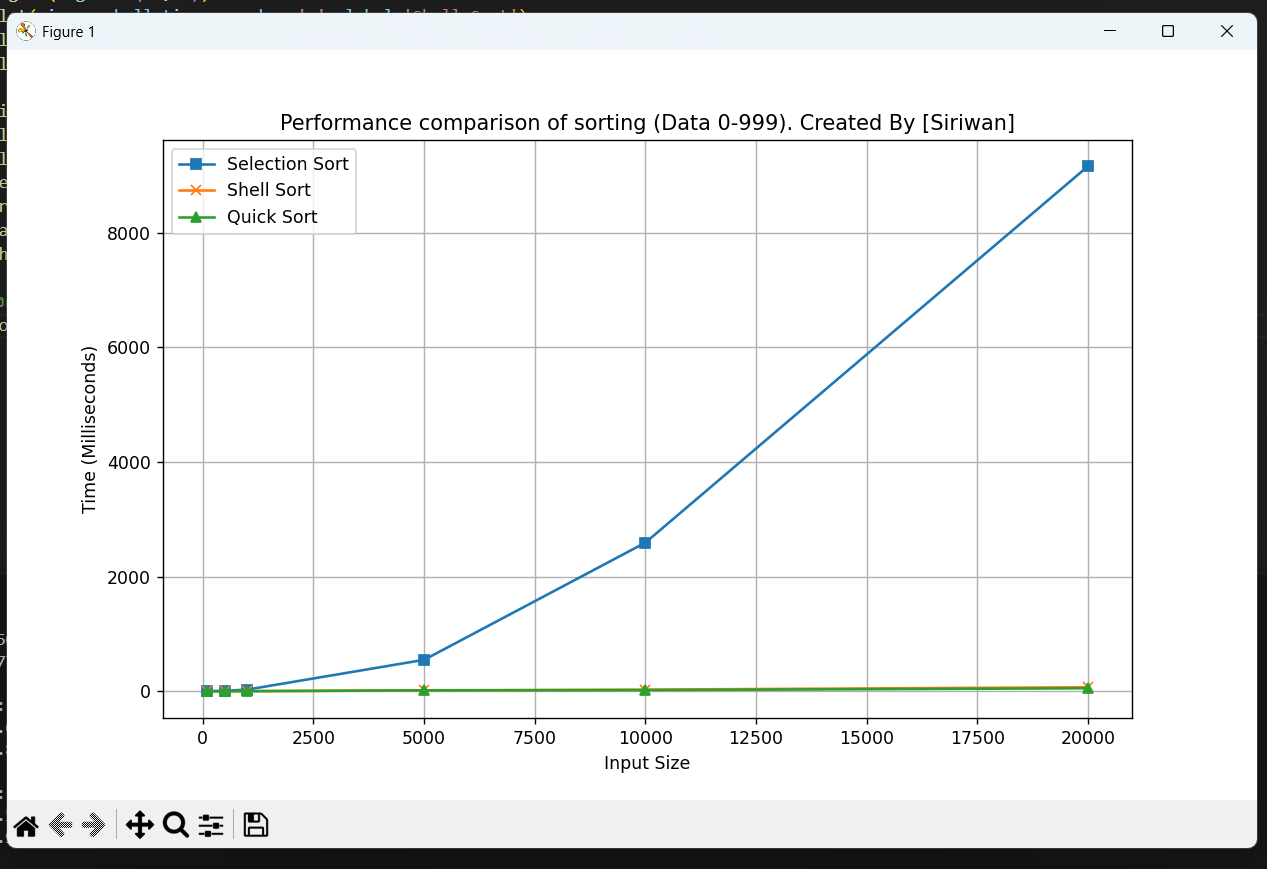 Figure 1
Performance comparison of sorting (Data 0-999). Created By [Siriwan]
Selection Sort
Shell Sort
Quick Sort
8000
6000
4000
2000
0
Time (Milliseconds)
0 2500 5000 7500 10000 12500 15000 17500 20000
Input Size